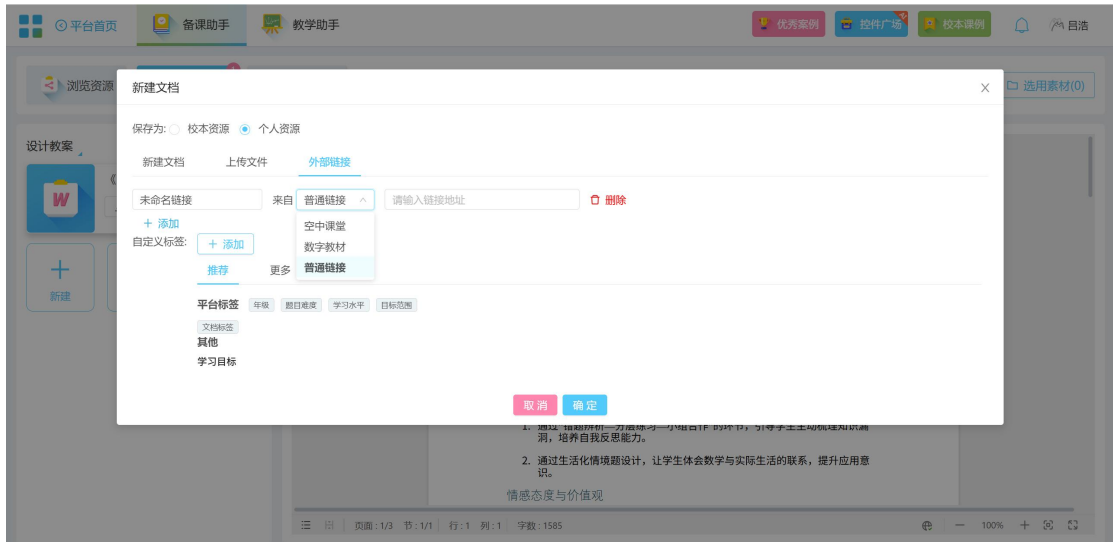 平台首页 备课助手 教学助手 优秀案例 控件广场 校本课例 吕浩
浏览资源 选用素材(0)
新建文档
保存为: 校本资源 个人资源
设计教案
新建文档 上传文件 外部链接
未命名链接 来自 普通链接 请输入链接地址 删除
+ 添加
空中课堂
自定义标签: + 添加
数字教材
推荐 更多 普通链接
新建
平台标签 年级 题目难度 学习水平 目标范围
文档标签
其他
学习目标
取消 确定
洞，培养自我反思能力。
2. 通过生活化情境题设计，让学生体会数学与实际生活的联系，提升应用意
识。
情感态度与价值观
页面:1/3 节:1/1 行:1 列:1 字数:1585 100%